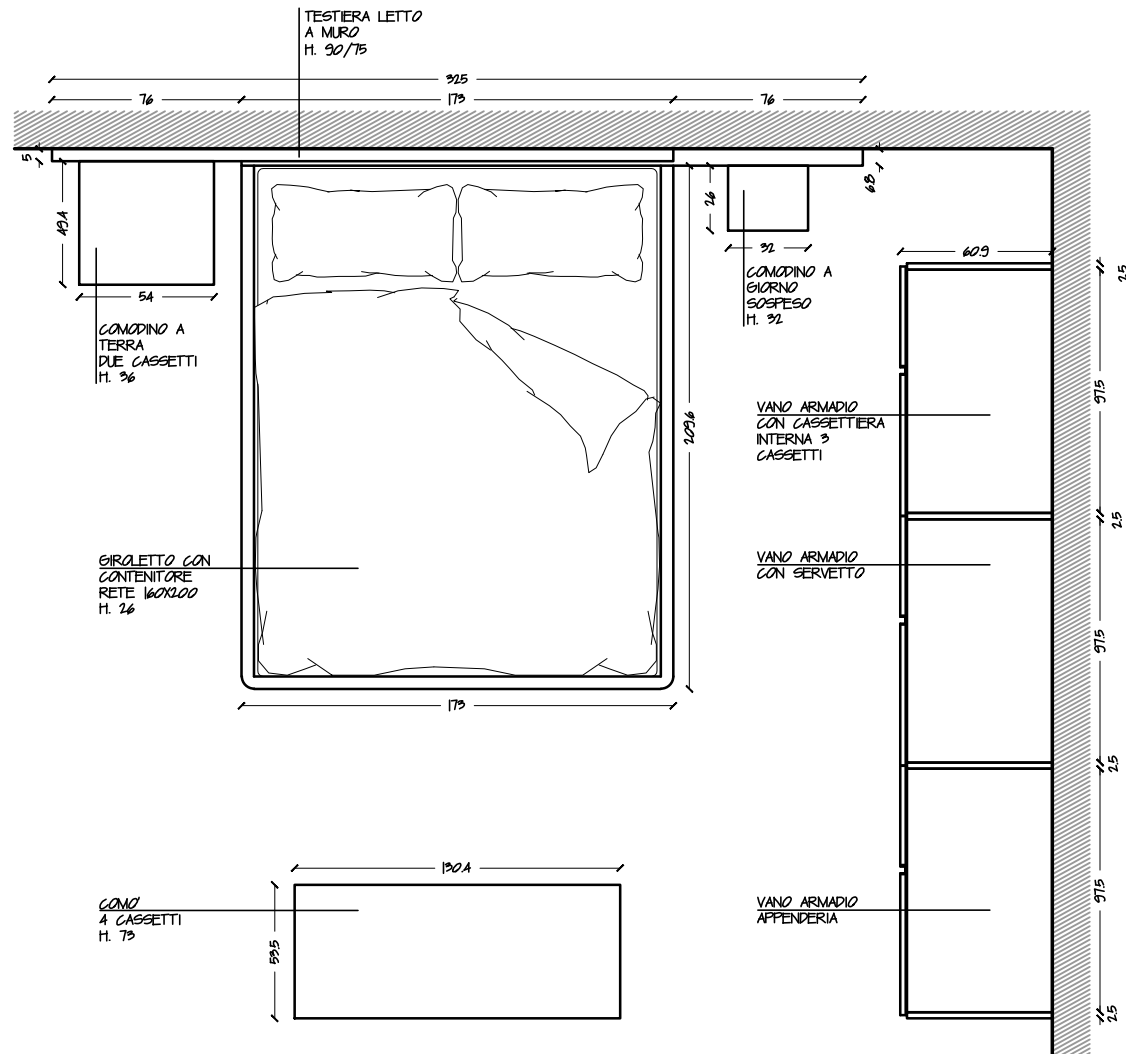 TESTIERA LETTO
A MURO
H. 90/75
325
76
173
76
5
6.8
49.4
54
26
32
60.9
2.5
COMODINO A
GIORNO
SOSPESO
H. 32
COMODINO A
TERRA
DUE CASSETTI
H. 36
97.5
VANO ARMADIO
CON CASSETTIERA
INTERNA 3
CASSETTI
209.6
2.5
GIROLETTO CON
CONTENITORE
RETE 160X200
H. 26
VANO ARMADIO
CON SERVETTO
97.5
173
2.5
130.4
COMO'
4 CASSETTI
H. 73
53.5
VANO ARMADIO
APPENDERIA
97.5
2.5